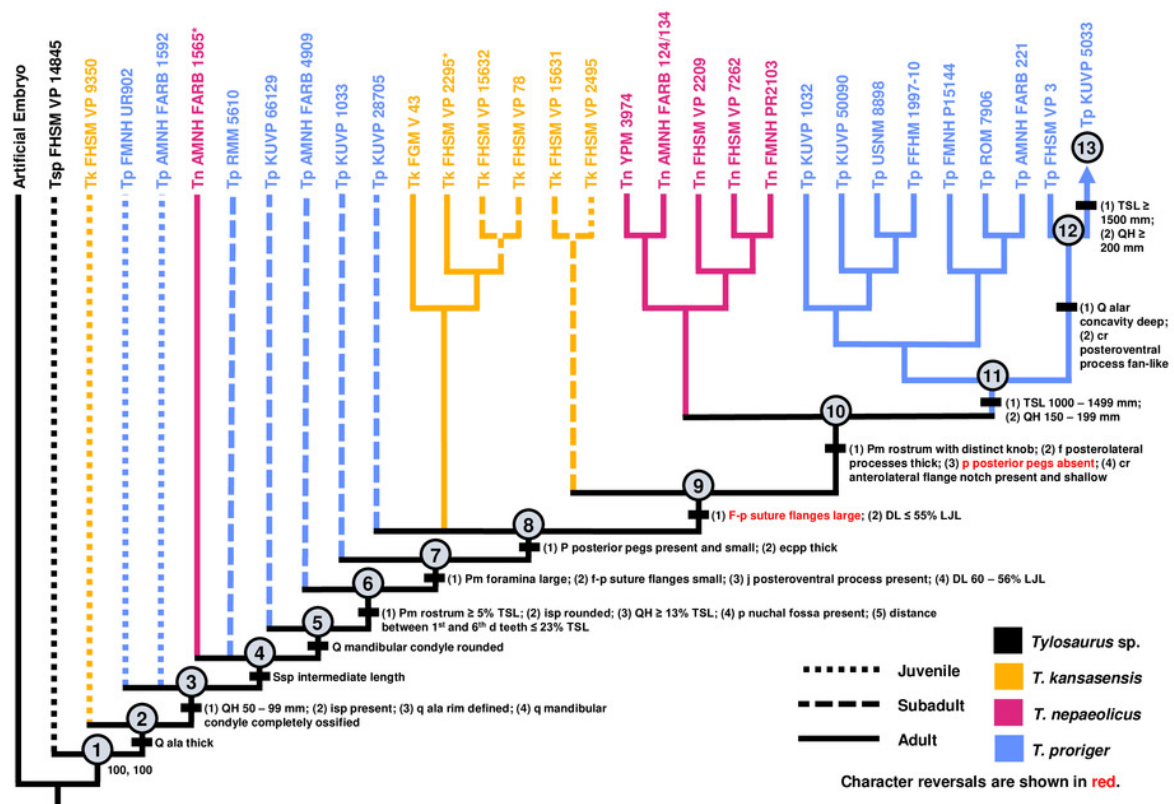 Artificial Embryo
Tsp FHSM VP 14845
Tk FHSM VP 9350
Tp FMNH UR902
Tp AMNH FARB 1592
Tn AMNH FARB 1565*
Tp RMM 5610
Tp KUVP 66129
Tp AMNH FARB 4909
Tp KUVP 1033
Tp KUVP 28705
Tk FGM V 43
Tk FHSM VP 2295*
Tk FHSM VP 15632
Tk FHSM VP 78
Tk FHSM VP 15631
Tk FHSM VP 2495
Tn YPM 3974
Tn AMNH FARB 124/134
Tn FHSM VP 2209
Tn FHSM VP 7262
Tn FMNH PR2103
Tp KUVP 1032
Tp KUVP 50090
Tp USNM 8898
Tp FFHM 1997-10
Tp FMNH P15144
Tp ROM 7906
Tp AMNH FARB 221
Tp FHSM VP 3
Tp KUVP 5033
13
(1) TSL ≥
1500 mm;
(2) QH ≥
200 mm
12
(1) Q alar
concavity deep;
(2) cr
posteroventral
process fan-like
11
(1) TSL 1000 – 1499 mm;
(2) QH 150 – 199 mm
10
(1) Pm rostrum with distinct knob; (2) f posterolateral
processes thick; (3) p posterior pegs absent; (4) cr
anterolateral flange notch present and shallow
9
(1) F-p suture flanges large; (2) DL ≤ 55% LJL
8
(1) P posterior pegs present and small; (2) ecpp thick
7
(1) Pm foramina large; (2) f-p suture flanges small; (3) j posteroventral process present; (4) DL 60 – 56% LJL
6
(1) Pm rostrum ≥ 5% TSL; (2) isp rounded; (3) QH ≥ 13% TSL; (4) p nuchal fossa present; (5) distance
between 1st and 6th d teeth ≤ 23% TSL
5
Q mandibular condyle rounded
4
Ssp intermediate length
3
(1) QH 50 – 99 mm; (2) isp present; (3) q ala rim defined; (4) q mandibular
condyle completely ossified
2
Q ala thick
1
100, 100
Juvenile
Subadult
Adult
Tylosaurus sp.
T. kansasensis
T. nepaeolicus
T. proriger
Character reversals are shown in red.